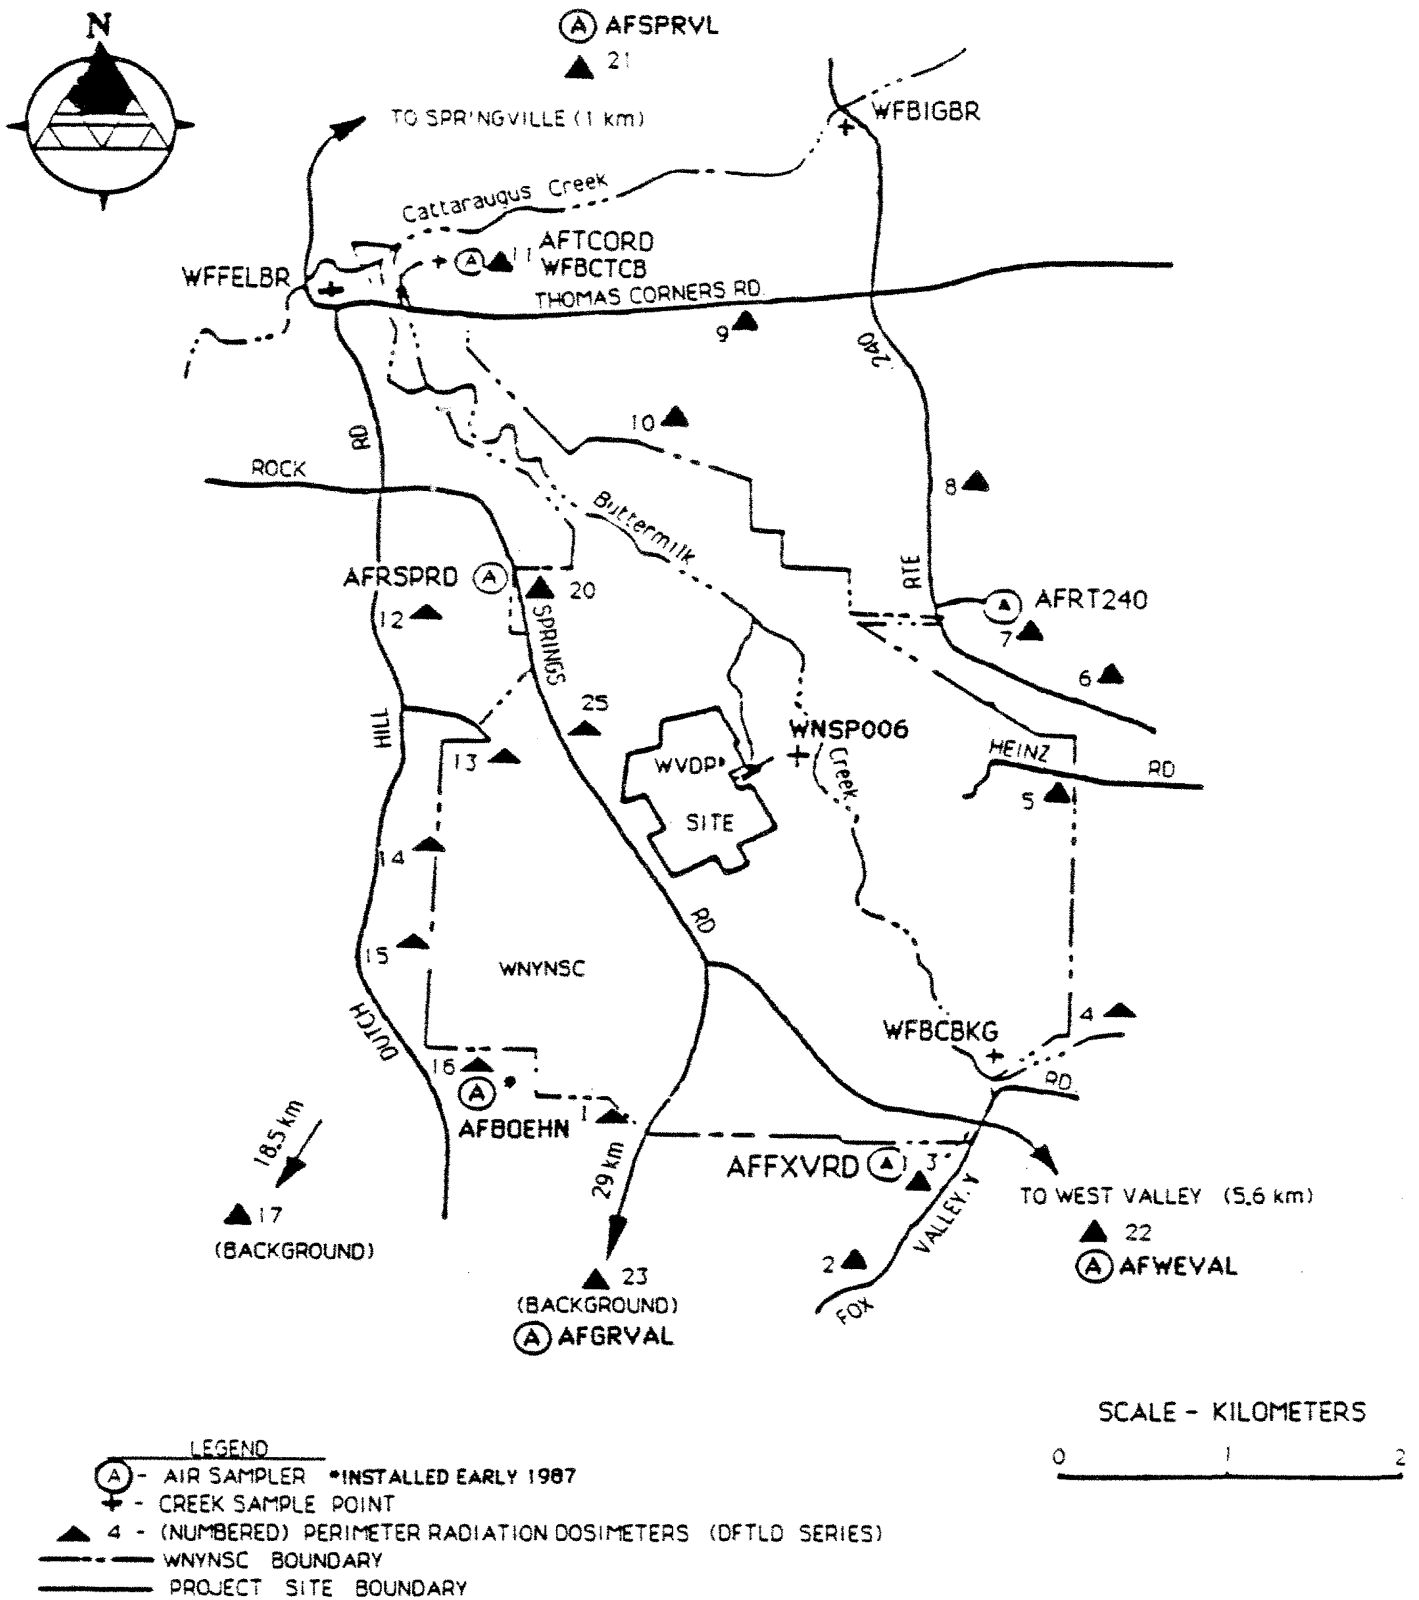 N
(A) AFSPRVL
21
TO SPRINGVILLE (1 km)
WFBIGBR
Cattaraugus Creek
11 AFTCORD
WFBCTCB
WFFELBR
THOMAS CORNERS RD.
9
240
10
RD
ROCK
8
Buttermilk
RTE
AFRSPRD (A)
20
(A) AFRT240
12
7
SPRINGS
6
25
HILL
WNSP006
13
WVDP*
HEINZ RD
Creek
5
SITE
14
RD
15
WNYNSC
DUTCH
4
WFBCBKG
16
RD.
(A) *
1
AFBOEHN
18.5 km
29 km
AFFXVRD (A) 3
TO WEST VALLEY (5.6 km)
17
VALLEY. Y
22
(BACKGROUND)
2
(A) AFWEVAL
23
(BACKGROUND)
FOX
(A) AFGRVAL
SCALE - KILOMETERS
0 1 2
LEGEND
(A) - AIR SAMPLER *INSTALLED EARLY 1987
+ - CREEK SAMPLE POINT
▲ 4 - (NUMBERED) PERIMETER RADIATION DOSIMETERS (DFTLD SERIES)
WNYNSC BOUNDARY
PROJECT SITE BOUNDARY